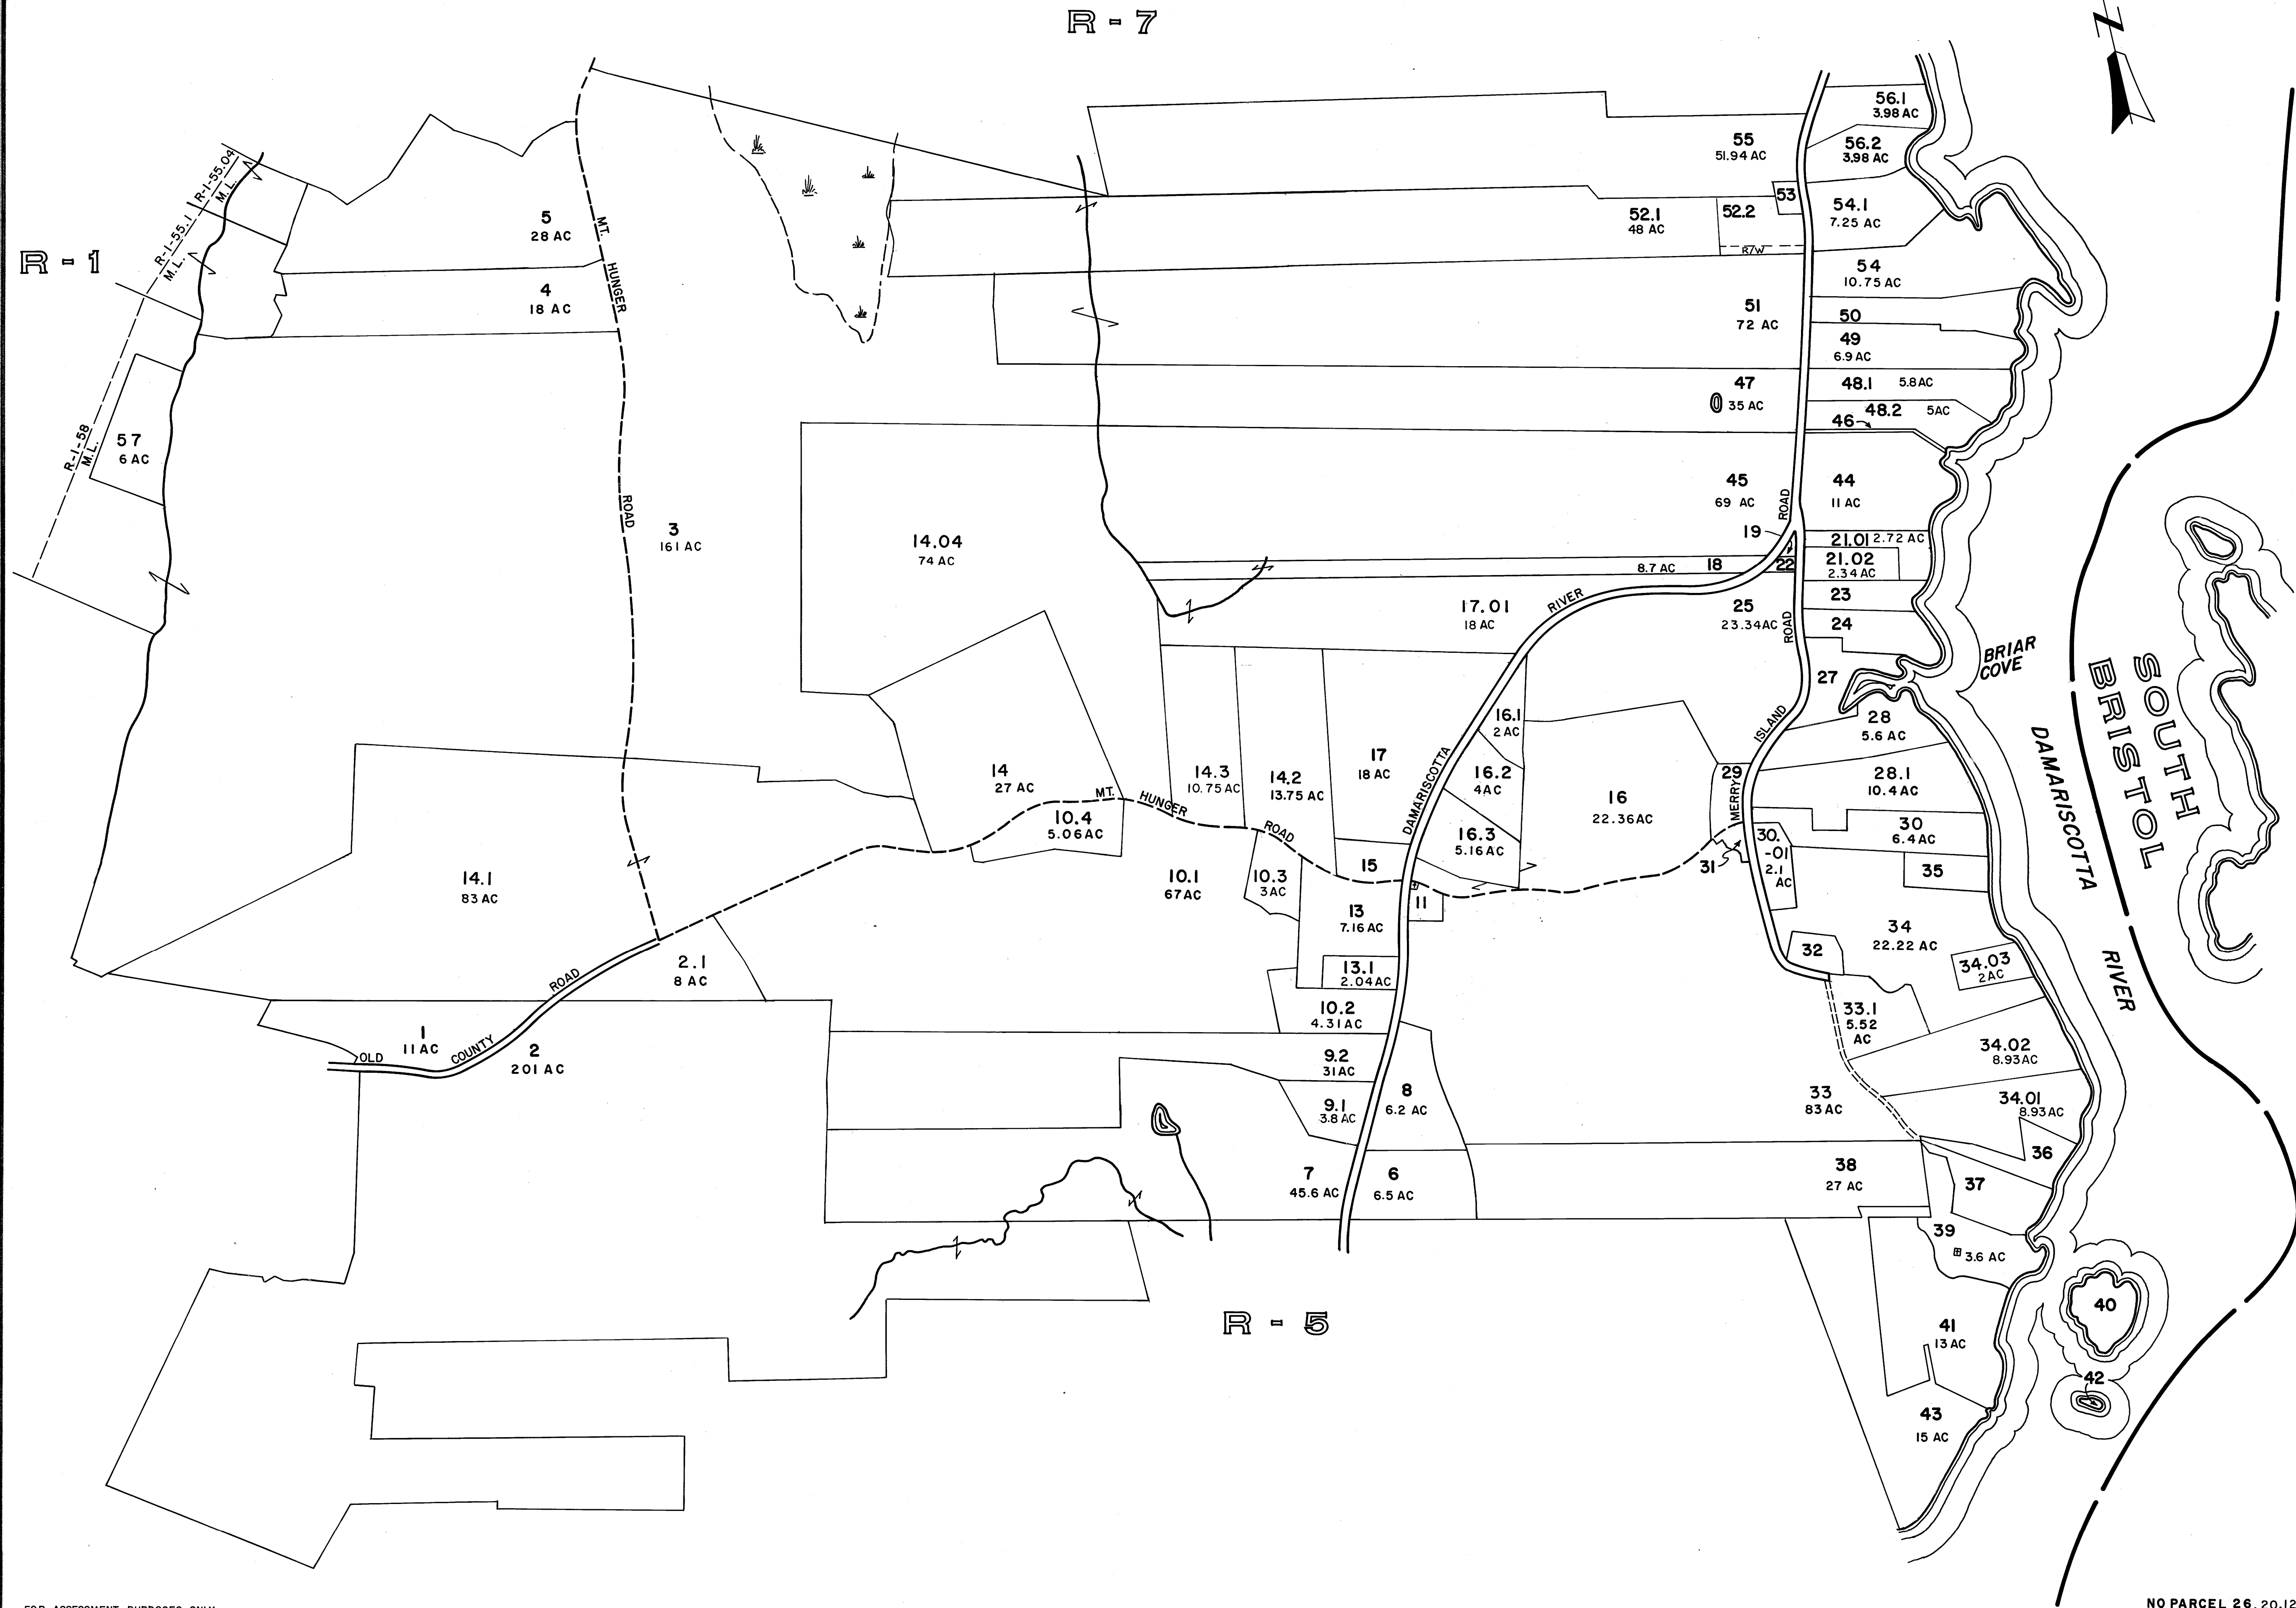 R - 7
R - 1
R-1-55.04
M.L.
R-1-55.1
M.L.
R-1-58
M.L.
57
6 AC
5
28 AC
4
18 AC
MT. HUNGER ROAD
3
161 AC
14.04
74 AC
14.1
83 AC
14
27 AC
10.4
5.06 AC
MT. HUNGER ROAD
14.3
10.75 AC
14.2
13.75 AC
17
18 AC
17.01
18 AC
10.1
67 AC
10.3
3 AC
15
13
7.16 AC
13.1
2.04 AC
10.2
4.31 AC
11
16.1
2 AC
16.2
4 AC
16.3
5.16 AC
16
22.36 AC
DAMARISCOTTA RIVER ROAD
2.1
8 AC
1
11 AC
2
201 AC
OLD COUNTY ROAD
9.2
31 AC
9.1
3.8 AC
8
6.2 AC
7
45.6 AC
6
6.5 AC
55
51.94 AC
56.1
3.98 AC
56.2
3.98 AC
53
52.1
48 AC
52.2
R/W
54.1
7.25 AC
54
10.75 AC
51
72 AC
50
49
6.9 AC
47
35 AC
48.1 5.8 AC
48.2 5 AC
46
45
69 AC
44
11 AC
19
21.01 2.72 AC
21.02
2.34 AC
8.7 AC 18
22
23
25
23.34 AC
24
27
28
5.6 AC
28.1
10.4 AC
29
MERRY ISLAND ROAD
30.
-01
2.1
AC
30
6.4 AC
31
35
32
34
22.22 AC
34.03
2 AC
33.1
5.52
AC
34.02
8.93 AC
33
83 AC
34.01
8.93 AC
36
38
27 AC
37
39
3.6 AC
40
41
13 AC
42
43
15 AC
BRIAR
COVE
DAMARISCOTTA RIVER
SOUTH
BRISTOL
N
R - 5
FOR ASSESSMENT PURPOSES ONLY
NO PARCEL 26, 20,12